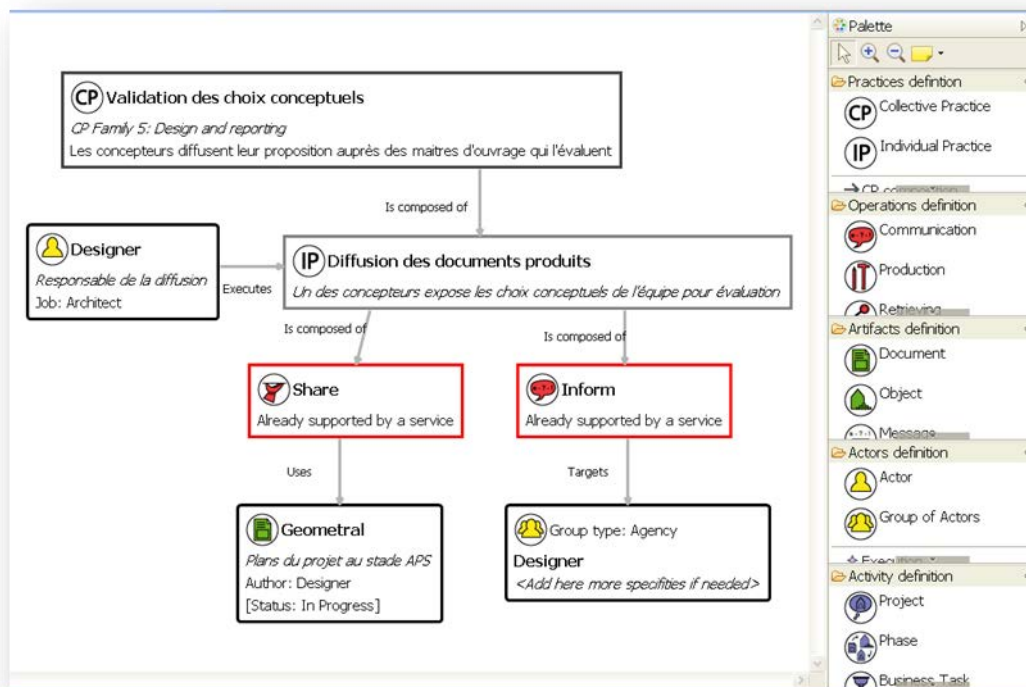 CP Validation des choix conceptuels
CP Family 5: Design and reporting
Les concepteurs diffusent leur proposition auprès des maitres d'ouvrage qui l'évaluent
Is composed of
Designer
Responsable de la diffusion
Job: Architect
Executes
IP Diffusion des documents produits
Un des concepteurs expose les choix conceptuels de l'équipe pour évaluation
Is composed of
Is composed of
Share
Already supported by a service
Inform
Already supported by a service
Uses
Targets
Geometral
Plans du projet au stade APS
Author: Designer
[Status: In Progress]
Group type: Agency
Designer
<Add here more specifities if needed>
Palette
Practices definition
CP Collective Practice
IP Individual Practice
CP composition
Operations definition
Communication
Production
Retrieving
Artifacts definition
Document
Object
Message
Actors definition
Actor
Group of Actors
Execution
Activity definition
Project
Phase
Business Task